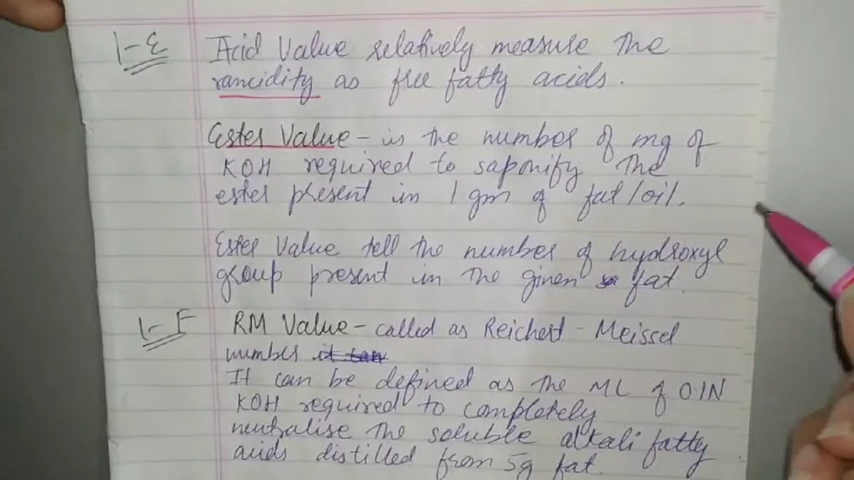 1-E Acid Value relatively measure the
rancidity as free fatty acids.
Ester Value - is the number of mg of
KOH required to saponify the
ester present in 1 gm of fat/oil.
Ester Value tell the number of hydroxyl
group present in the given fat.
1-F RM Value - called as Reichert - Meissel
number it can
It can be defined as the ML of 0.1N
KOH required to completely
neutralise the soluble alkali fatty
acids distilled from 5g fat.